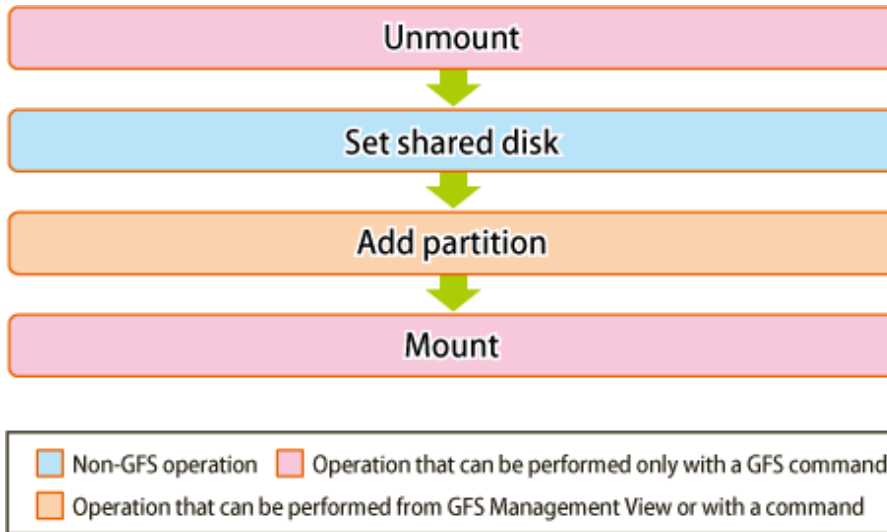 Unmount
Set shared disk
Add partition
Mount
Non-GFS operation Operation that can be performed only with a GFS command
Operation that can be performed from GFS Management View or with a command